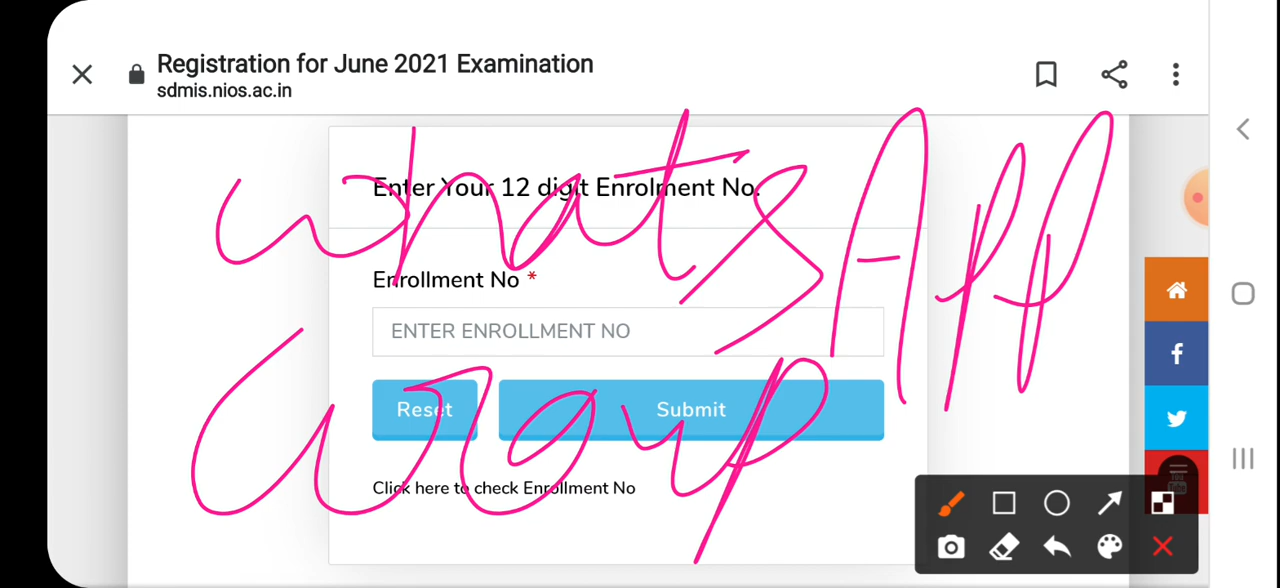 Registration for June 2021 Examination
sdmis.nios.ac.in
Enter Your 12 digit Enrolment No.
WhatsApp
Enrollment No *
ENTER ENROLLMENT NO
Reset
Submit
Group
Click here to check Enrollment No